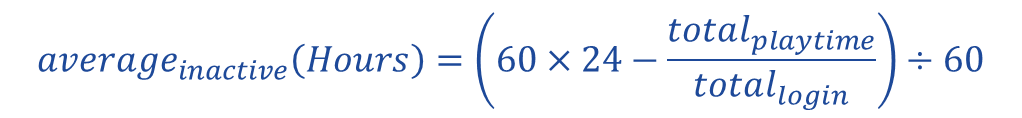 average_inactive(Hours) = (60 × 24 − total_playtime / total_login) ÷ 60